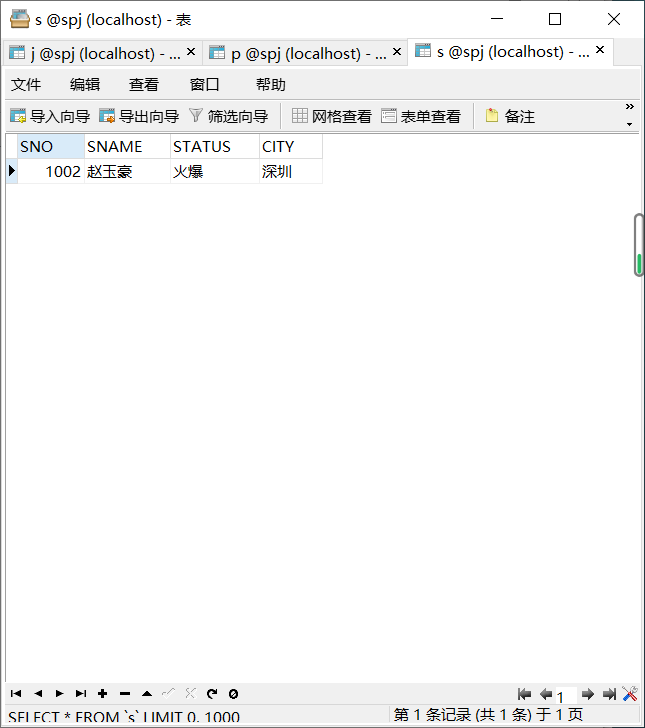 s @spj (localhost) - 表
j @spj (localhost) - ... p @spj (localhost) - ... s @spj (localhost) - ...
文件 编辑 查看 窗口 帮助
导入向导 导出向导 筛选向导 网格查看 表单查看 备注
SNO SNAME STATUS CITY
1002 赵玉豪 火爆 深圳
1
SELECT * FROM `s` LIMIT 0, 1000 第 1 条记录 (共 1 条) 于 1 页